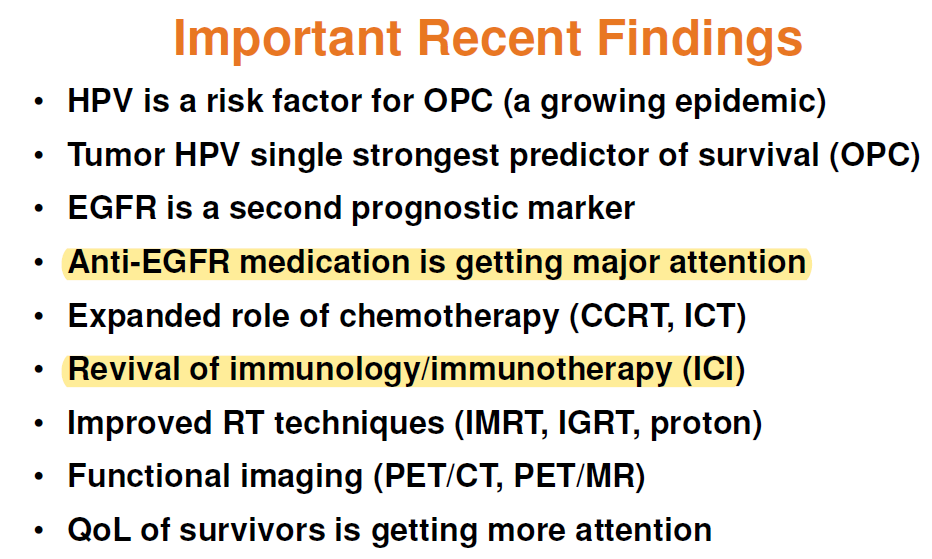 Important Recent Findings
• HPV is a risk factor for OPC (a growing epidemic)
• Tumor HPV single strongest predictor of survival (OPC)
• EGFR is a second prognostic marker
• Anti-EGFR medication is getting major attention
• Expanded role of chemotherapy (CCRT, ICT)
• Revival of immunology/immunotherapy (ICI)
• Improved RT techniques (IMRT, IGRT, proton)
• Functional imaging (PET/CT, PET/MR)
• QoL of survivors is getting more attention